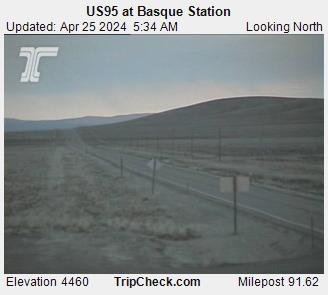 US95 at Basque Station
Updated: Apr 25 2024 5:34 AM Looking North
Elevation 4460 TripCheck.com Milepost 91.62